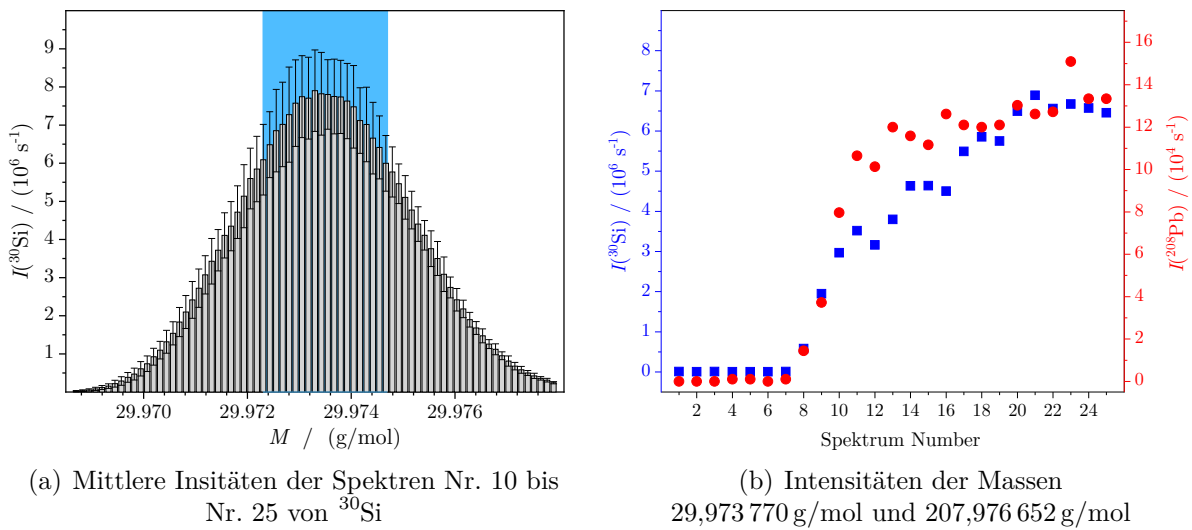 9
8
7
6
5
4
3
2
1
I(³⁰Si) / (10⁶ s⁻¹)
29.970 29.972 29.974 29.976
M / (g/mol)
(a) Mittlere Insitäten der Spektren Nr. 10 bis
Nr. 25 von ³⁰Si
8
7
6
5
4
3
2
1
0
I(³⁰Si) / (10⁶ s⁻¹)
16
14
12
10
8
6
4
2
0
I(²⁰⁸Pb) / (10⁴ s⁻¹)
2 4 6 8 10 12 14 16 18 20 22 24
Spektrum Number
(b) Intensitäten der Massen
29,973 770 g/mol und 207,976 652 g/mol